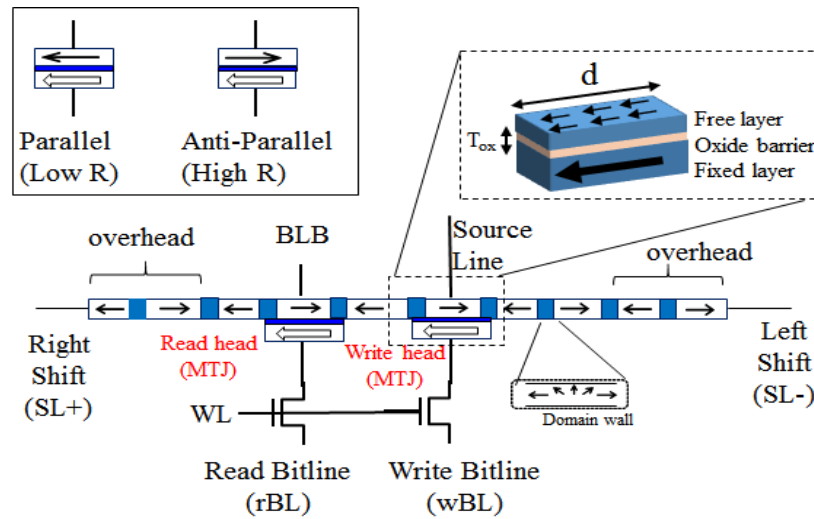 Parallel
(Low R)
Anti-Parallel
(High R)
d
Tox
Free layer
Oxide barrier
Fixed layer
overhead
BLB
Source
Line
overhead
Right
Shift
(SL+)
Read head
(MTJ)
Write head
(MTJ)
Left
Shift
(SL-)
Domain wall
WL
Read Bitline
(rBL)
Write Bitline
(wBL)